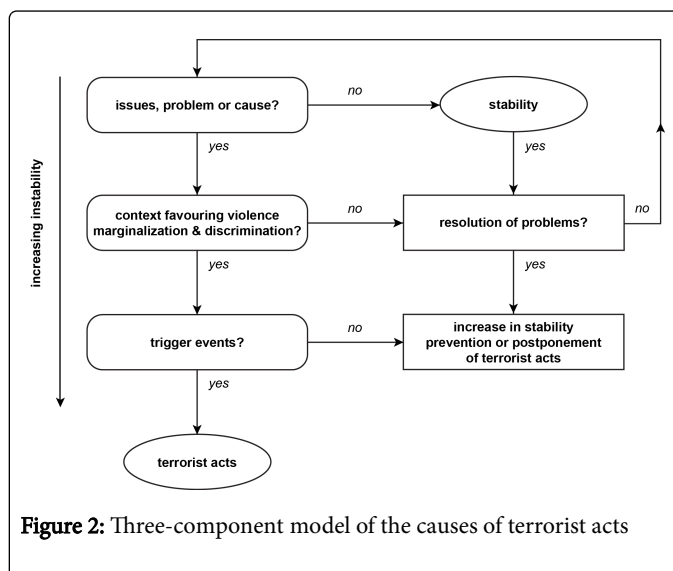 issues, problem or cause?
no
stability
yes
yes
increasing instability
context favouring violence
marginalization & discrimination?
no
resolution of problems?
no
yes
yes
trigger events?
no
increase in stability
prevention or postponement
of terrorist acts
yes
terrorist acts
Figure 2: Three-component model of the causes of terrorist acts